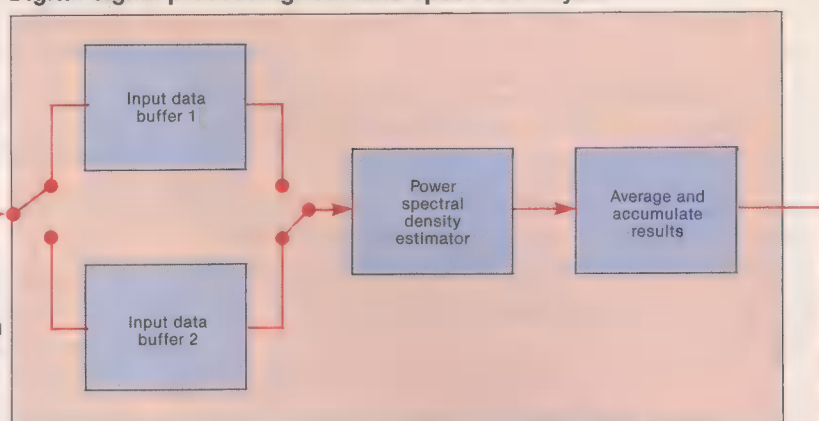 Input data
buffer 1
Power
spectral
density
estimator
Average and
accumulate
results
Input data
buffer 2